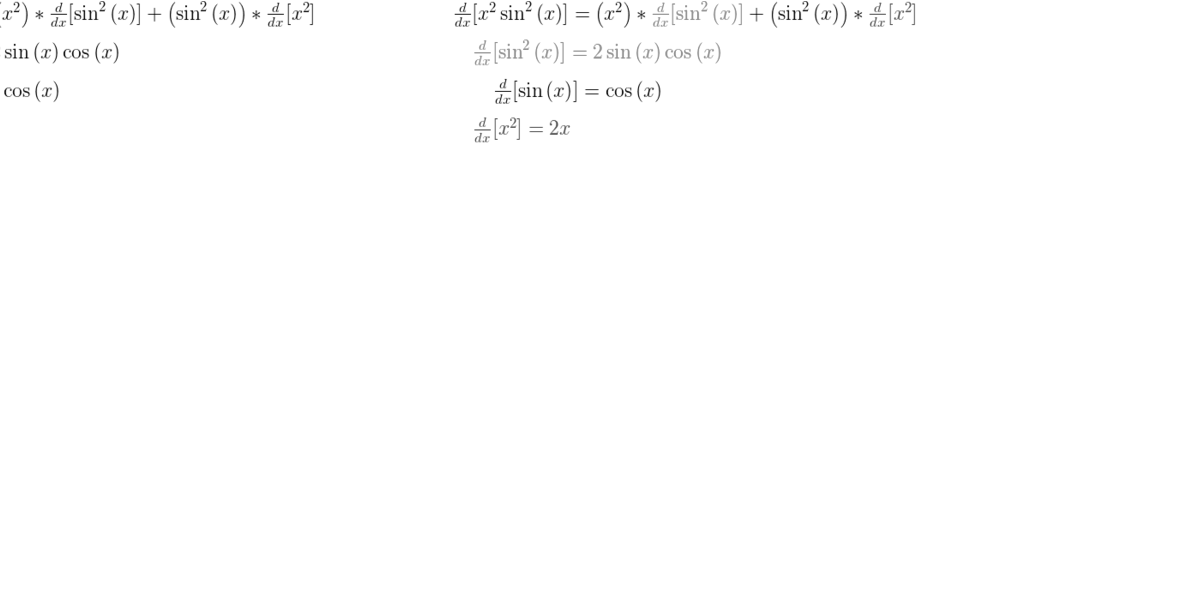 x^2) * \frac{d}{dx}[\sin^2(x)] + (\sin^2(x)) * \frac{d}{dx}[x^2]
\sin(x)\cos(x)
\cos(x)
\frac{d}{dx}[x^2 \sin^2(x)] = (x^2) * \frac{d}{dx}[\sin^2(x)] + (\sin^2(x)) * \frac{d}{dx}[x^2]
\frac{d}{dx}[\sin^2(x)] = 2\sin(x)\cos(x)
\frac{d}{dx}[\sin(x)] = \cos(x)
\frac{d}{dx}[x^2] = 2x